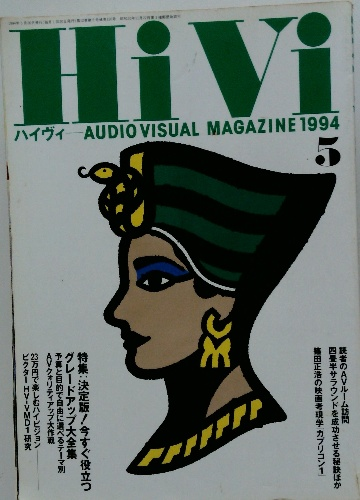 HiVi
ハイヴィ—AUDIO VISUAL MAGAZINE 1994
5
読者のAVルーム訪問
四畳半サラウンドを成功させる秘訣ほか
篠田正浩の映画考現学「カプリコン1」
特集:決定版!今すぐ役立つ
グレードアップ大全集
予算と目的で自由に選べるテーマ別
AVクォリティアップ大作戦
23万円で楽しむハイビジョン
ビクターHV-VMD1研究